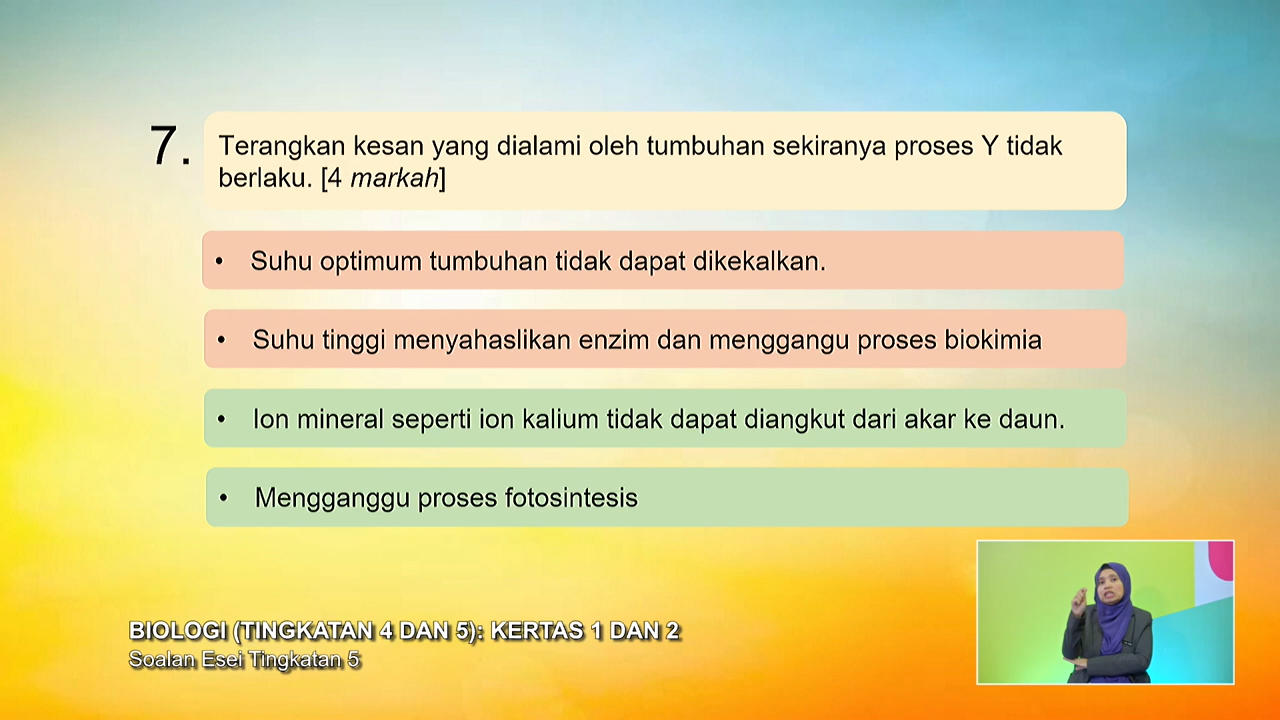 7.
Terangkan kesan yang dialami oleh tumbuhan sekiranya proses Y tidak
berlaku. [4 markah]
• Suhu optimum tumbuhan tidak dapat dikekalkan.
• Suhu tinggi menyahaslikan enzim dan menggangu proses biokimia
• Ion mineral seperti ion kalium tidak dapat diangkut dari akar ke daun.
• Mengganggu proses fotosintesis
BIOLOGI (TINGKATAN 4 DAN 5): KERTAS 1 DAN 2
Soalan Esei Tingkatan 5